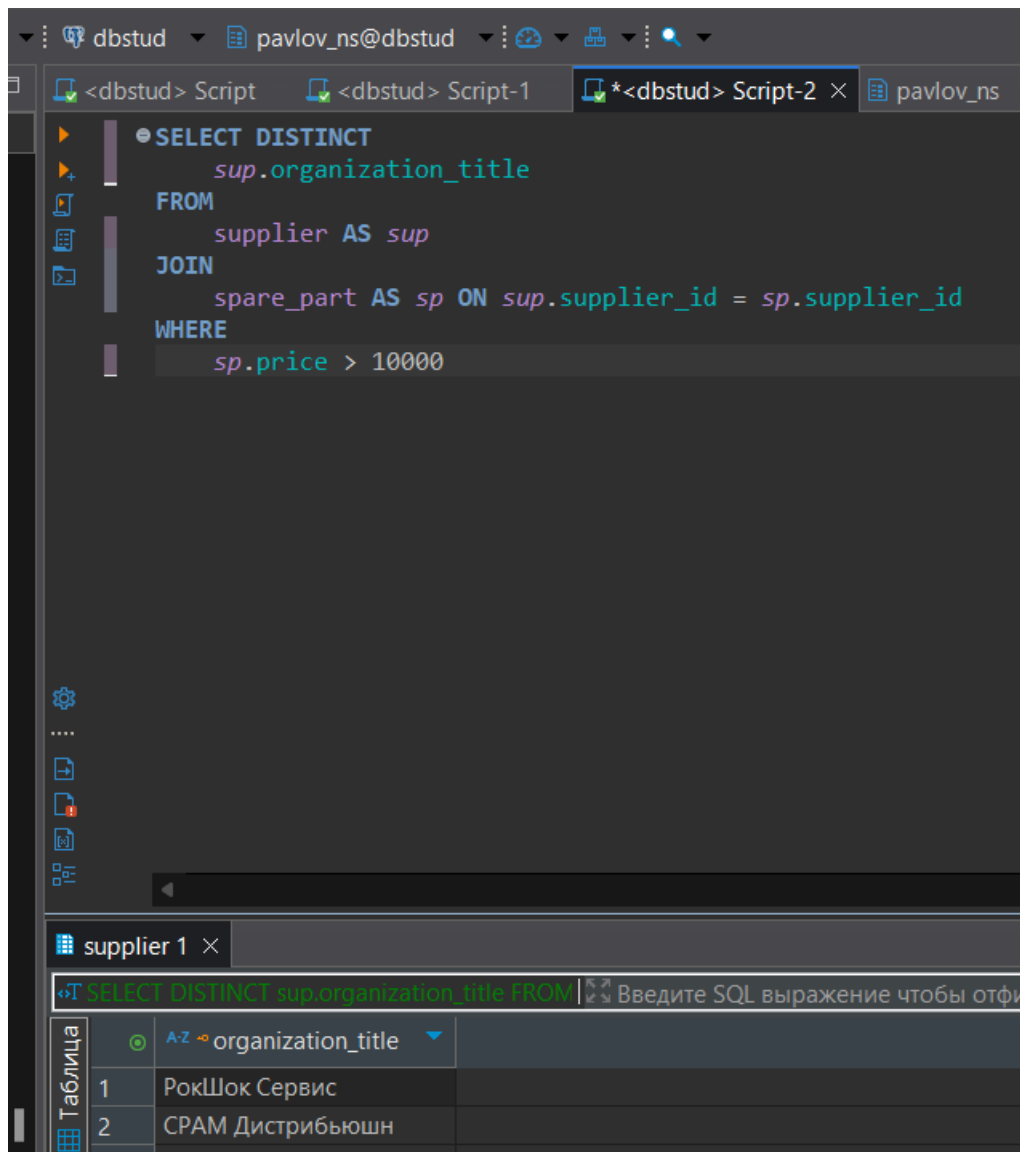 dbstud pavlov_ns@dbstud
<dbstud> Script <dbstud> Script-1 *<dbstud> Script-2 pavlov_ns
SELECT DISTINCT
sup.organization_title
FROM
supplier AS sup
JOIN
spare_part AS sp ON sup.supplier_id = sp.supplier_id
WHERE
sp.price > 10000
supplier 1
SELECT DISTINCT sup.organization_title FROM Введите SQL выражение чтобы отфи
Таблица
A-Z organization_title
1 РокШок Сервис
2 СРАМ Дистрибьюшн